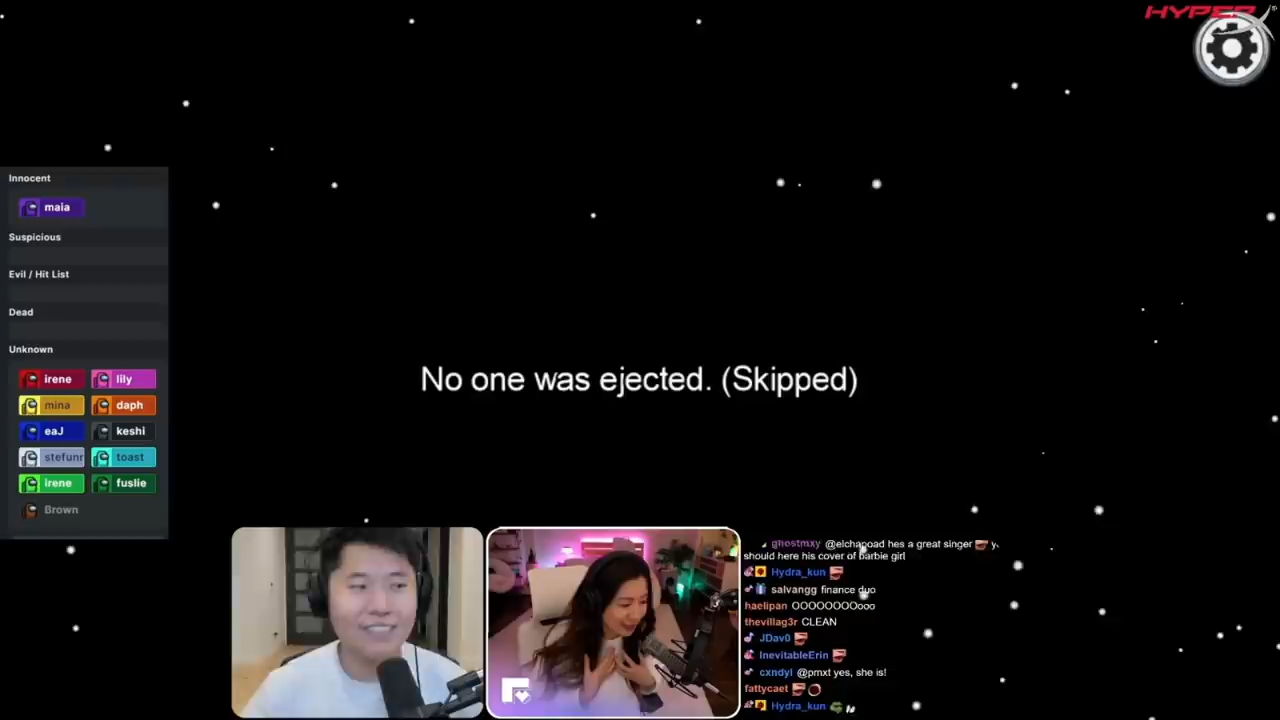 HYPERX
Innocent
maia
Suspicious
Evil / Hit List
Dead
Unknown
irene lily
mina daph
eaJ keshi
stefunr toast
irene fuslie
Brown
No one was ejected. (Skipped)
ghostmxy @elchapoad hes a great singer y
should here his cover of barbie girl
Hydra_kun
salvangg finance duo
haelipan OOOOOOOOooo
thevillag3r CLEAN
JDav0
InevitableErin
cxndyl @pmxt yes, she is!
fattycaet
Hydra_kun